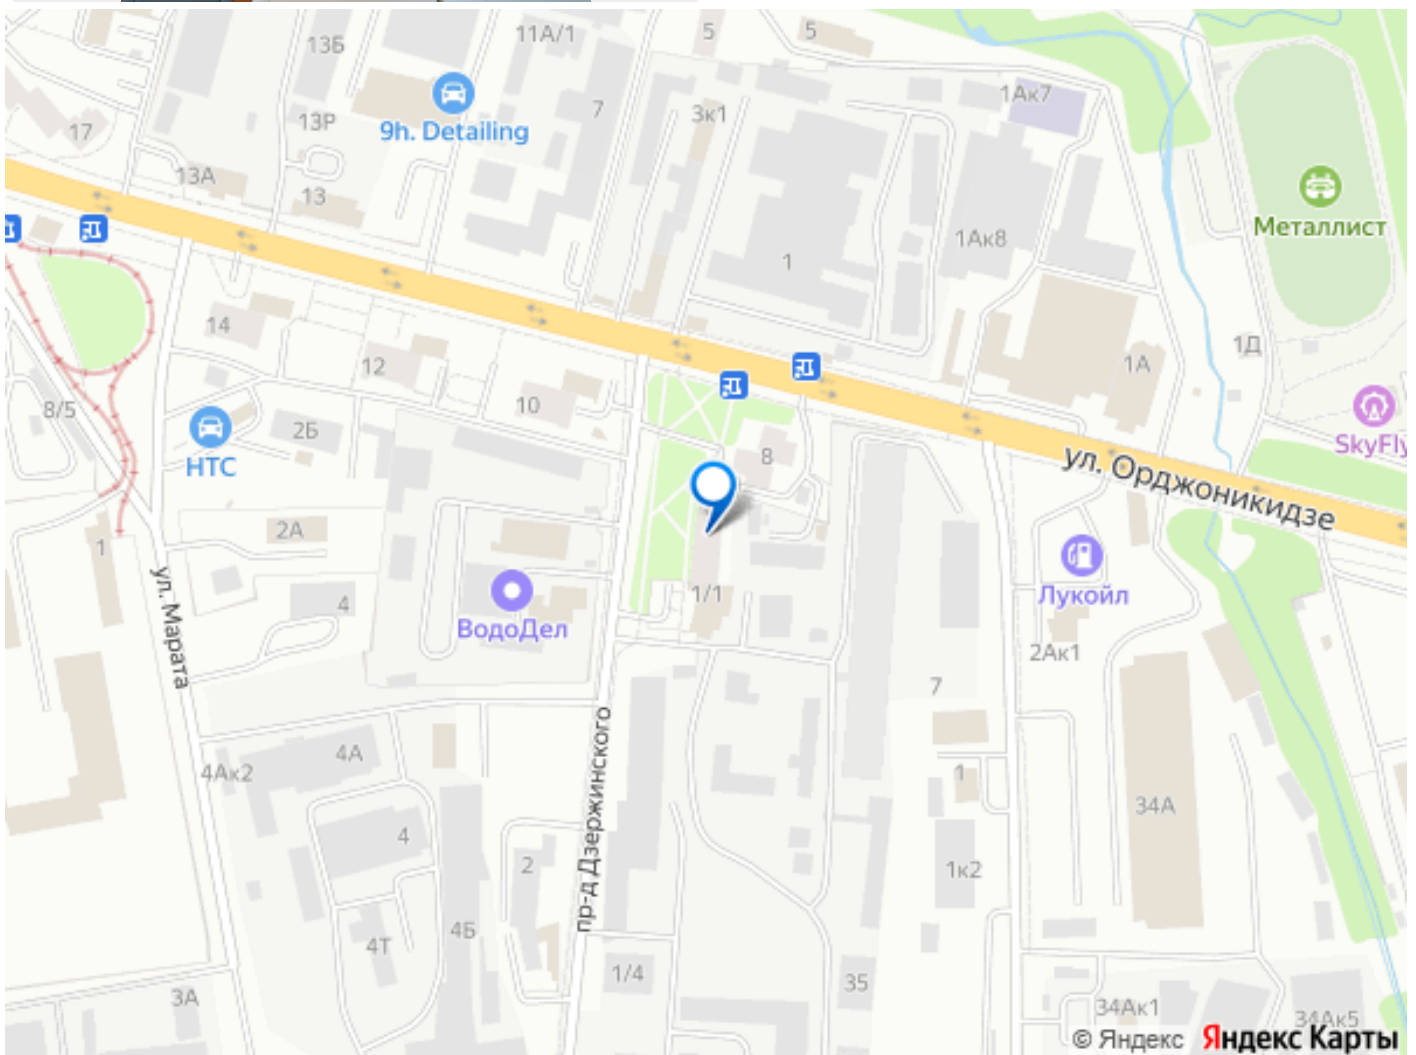 13Б
11А/1
5
5
17
13Р
9h. Detailing
7
3к1
1Ак7
13А
13
Металлист
1
1Ак8
14
12
10
1А
1Д
8/5
2Б
НТС
8
SkyFly
ул. Орджоникидзе
2А
1
ул. Марата
4
ВодоДел
1/1
Лукойл
2Ак1
7
4А
4Ак2
пр-д Дзержинского
1
34А
4
2
1к2
4Б
4Т
1/4
35
3А
34Ак1
34Ак5
© Яндекс Яндекс Карты